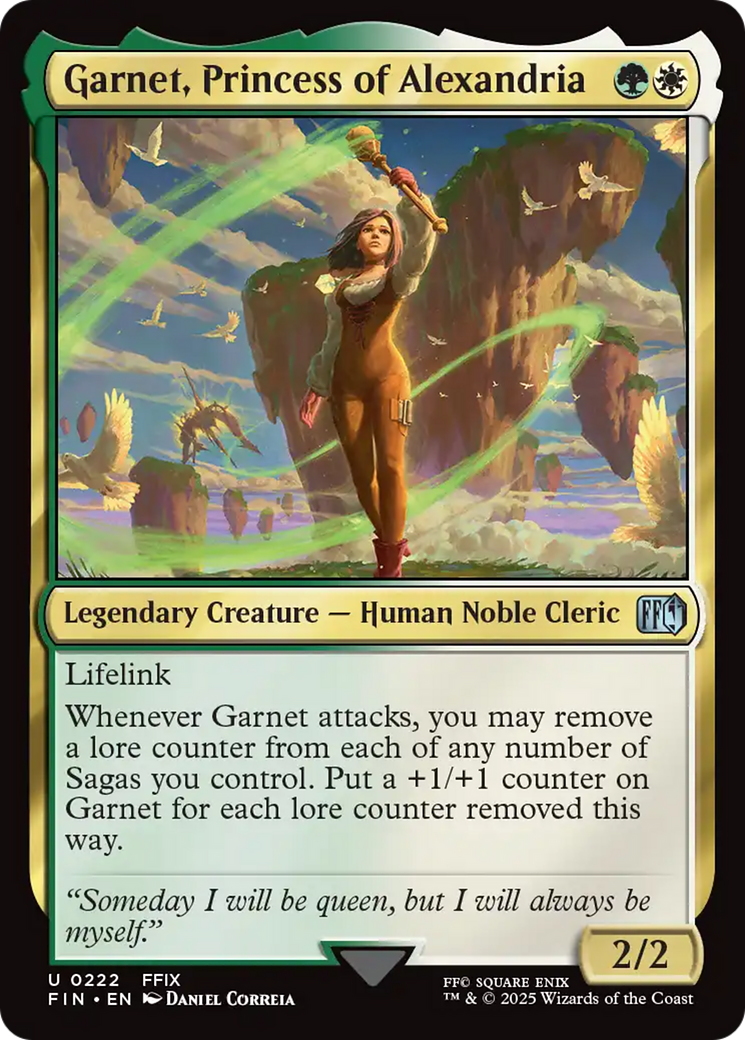 Garnet, Princess of Alexandria
Legendary Creature — Human Noble Cleric
FF
Lifelink
Whenever Garnet attacks, you may remove
a lore counter from each of any number of
Sagas you control. Put a +1/+1 counter on
Garnet for each lore counter removed this
way.
“Someday I will be queen, but I will always be
myself.”
2/2
U 0222 FFIX
FIN • EN Daniel Correia
FF© SQUARE ENIX
™ & © 2025 Wizards of the Coast